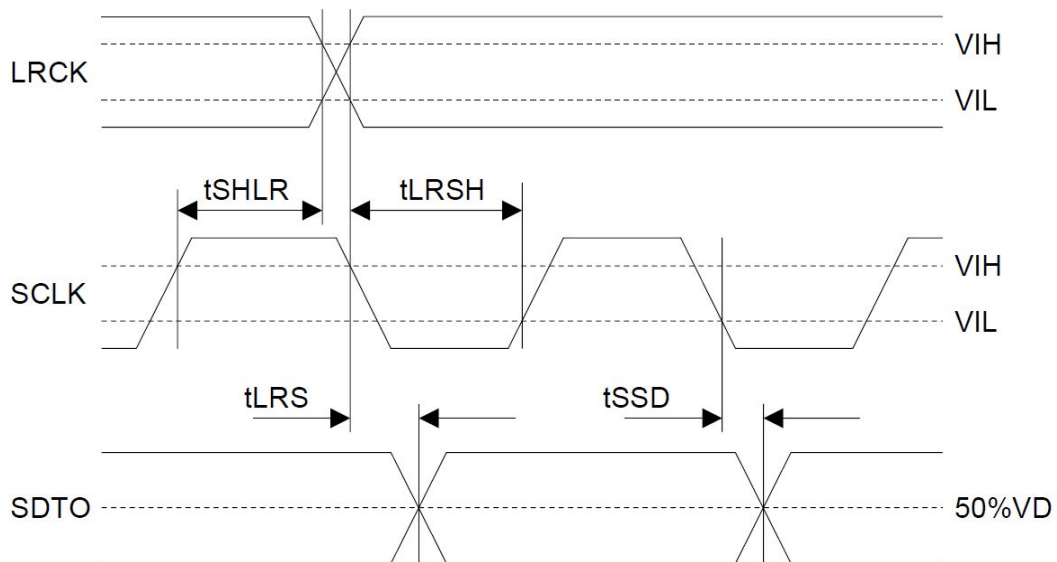 VIH
LRCK
VIL
tSHLR
tLRSH
VIH
SCLK
VIL
tLRS
tSSD
SDTO
50%VD